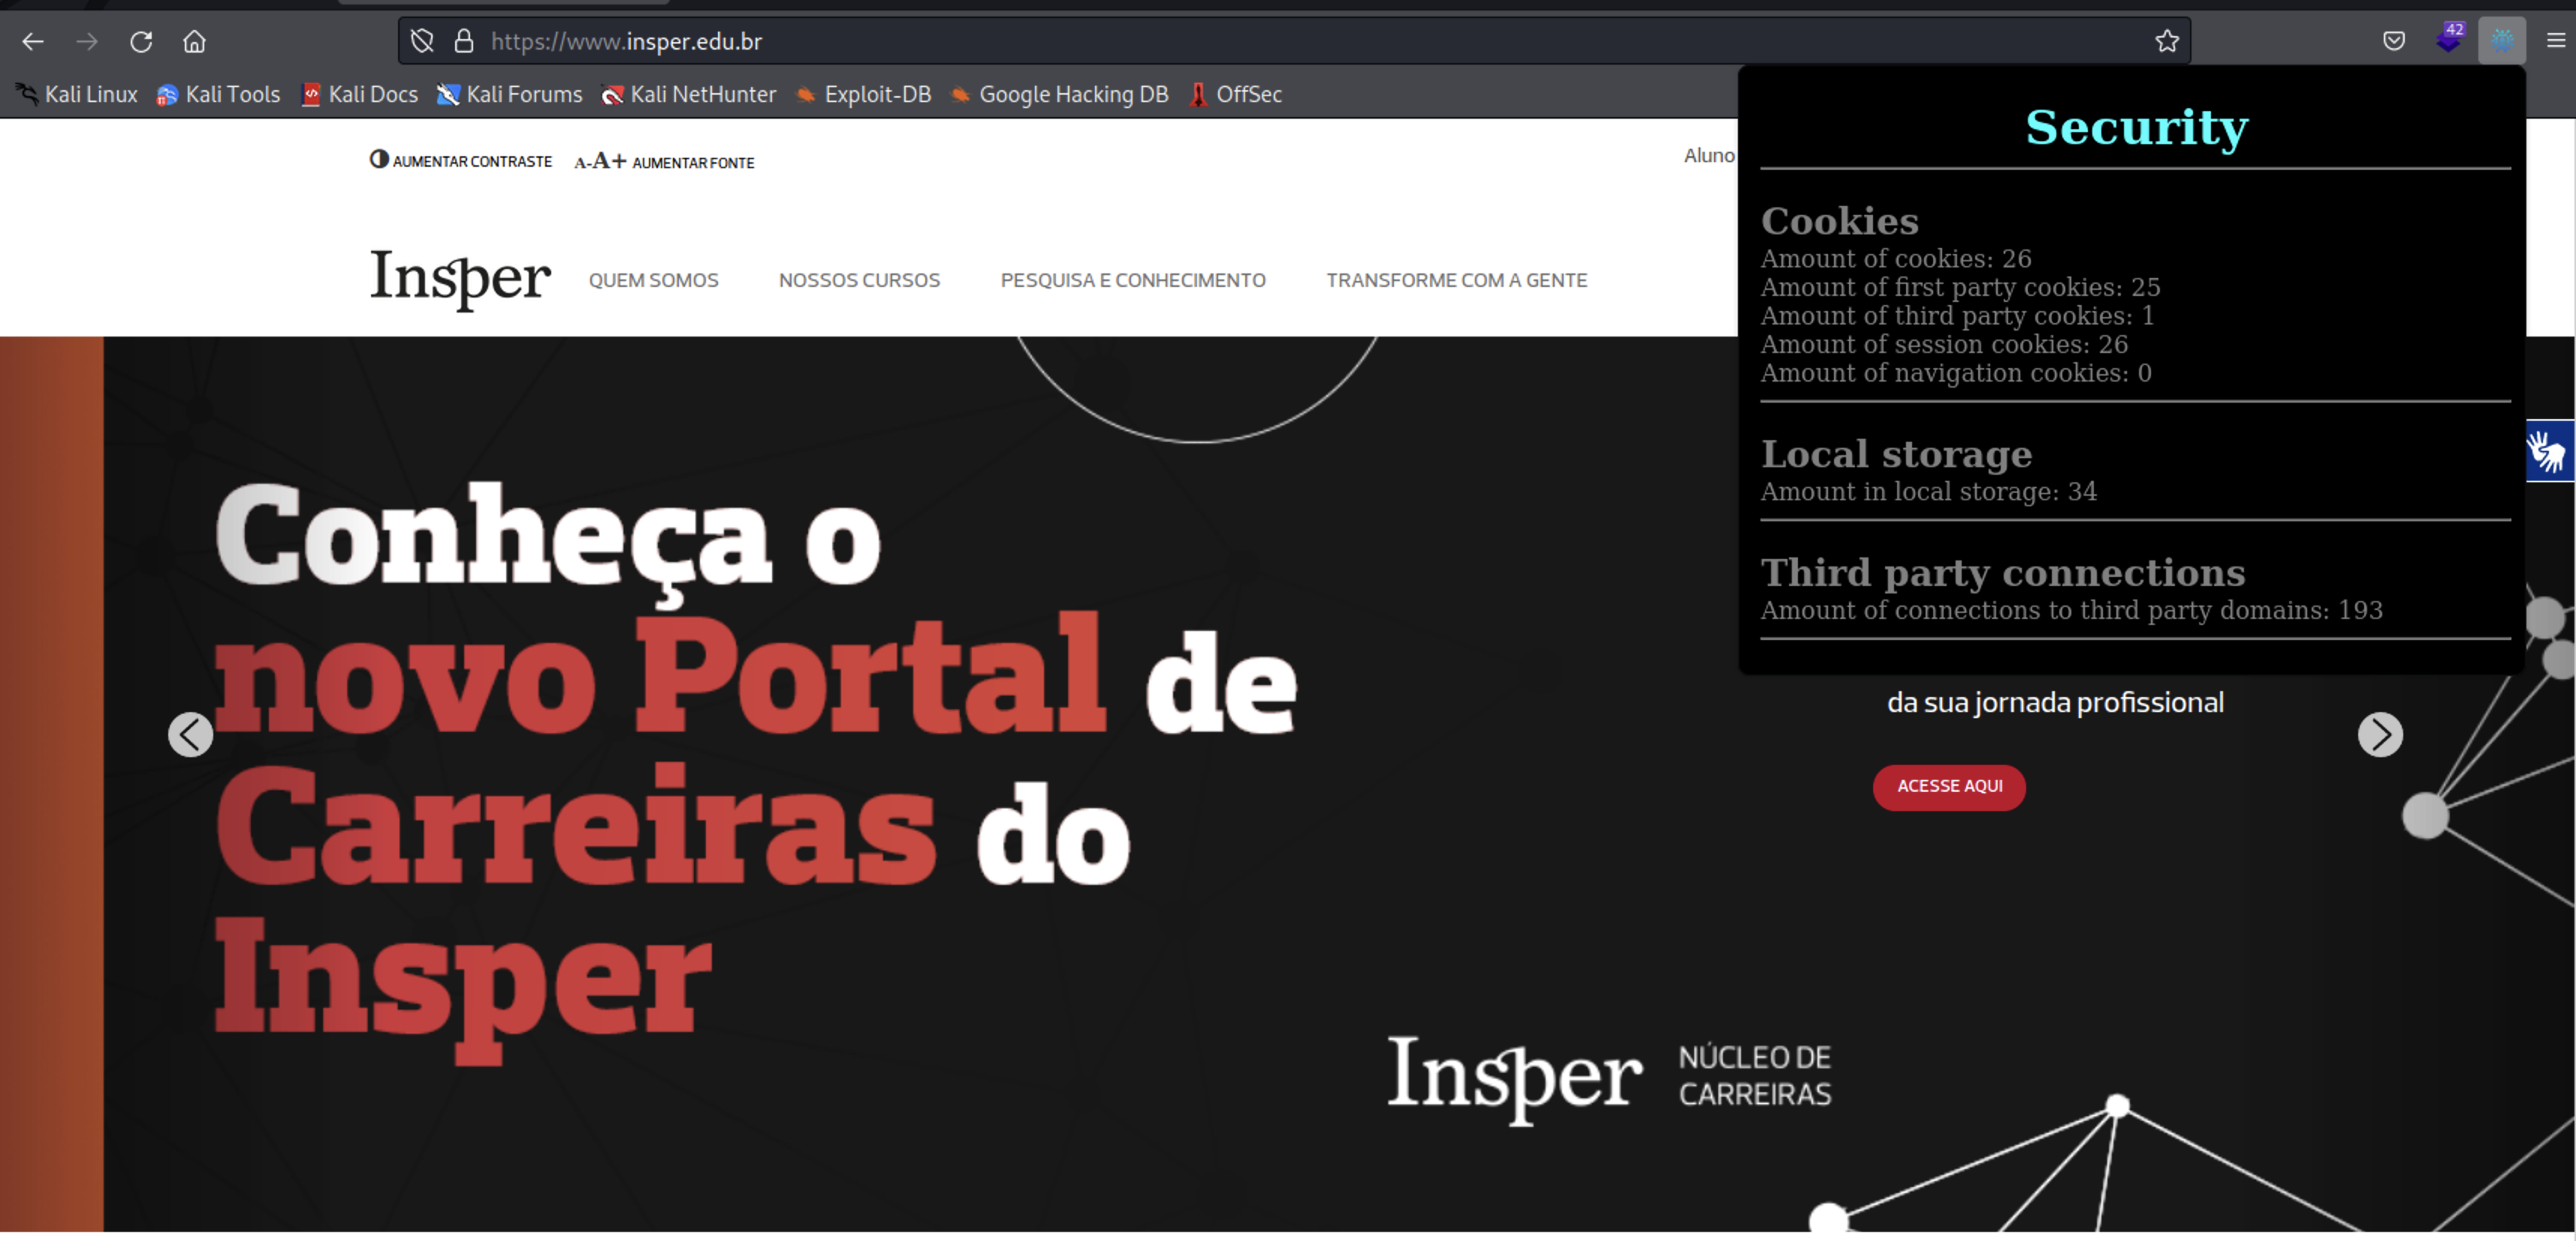 https://www.insper.edu.br
42
Kali Linux Kali Tools Kali Docs Kali Forums Kali NetHunter Exploit-DB Google Hacking DB OffSec
AUMENTAR CONTRASTE A-A+ AUMENTAR FONTE
Aluno
Insper QUEM SOMOS NOSSOS CURSOS PESQUISA E CONHECIMENTO TRANSFORME COM A GENTE
Security
Cookies
Amount of cookies: 26
Amount of first party cookies: 25
Amount of third party cookies: 1
Amount of session cookies: 26
Amount of navigation cookies: 0
Local storage
Amount in local storage: 34
Third party connections
Amount of connections to third party domains: 193
Conheça o
novo Portal de
Carreiras do
Insper
da sua jornada profissional
ACESSE AQUI
Insper
NÚCLEO DE
CARREIRAS